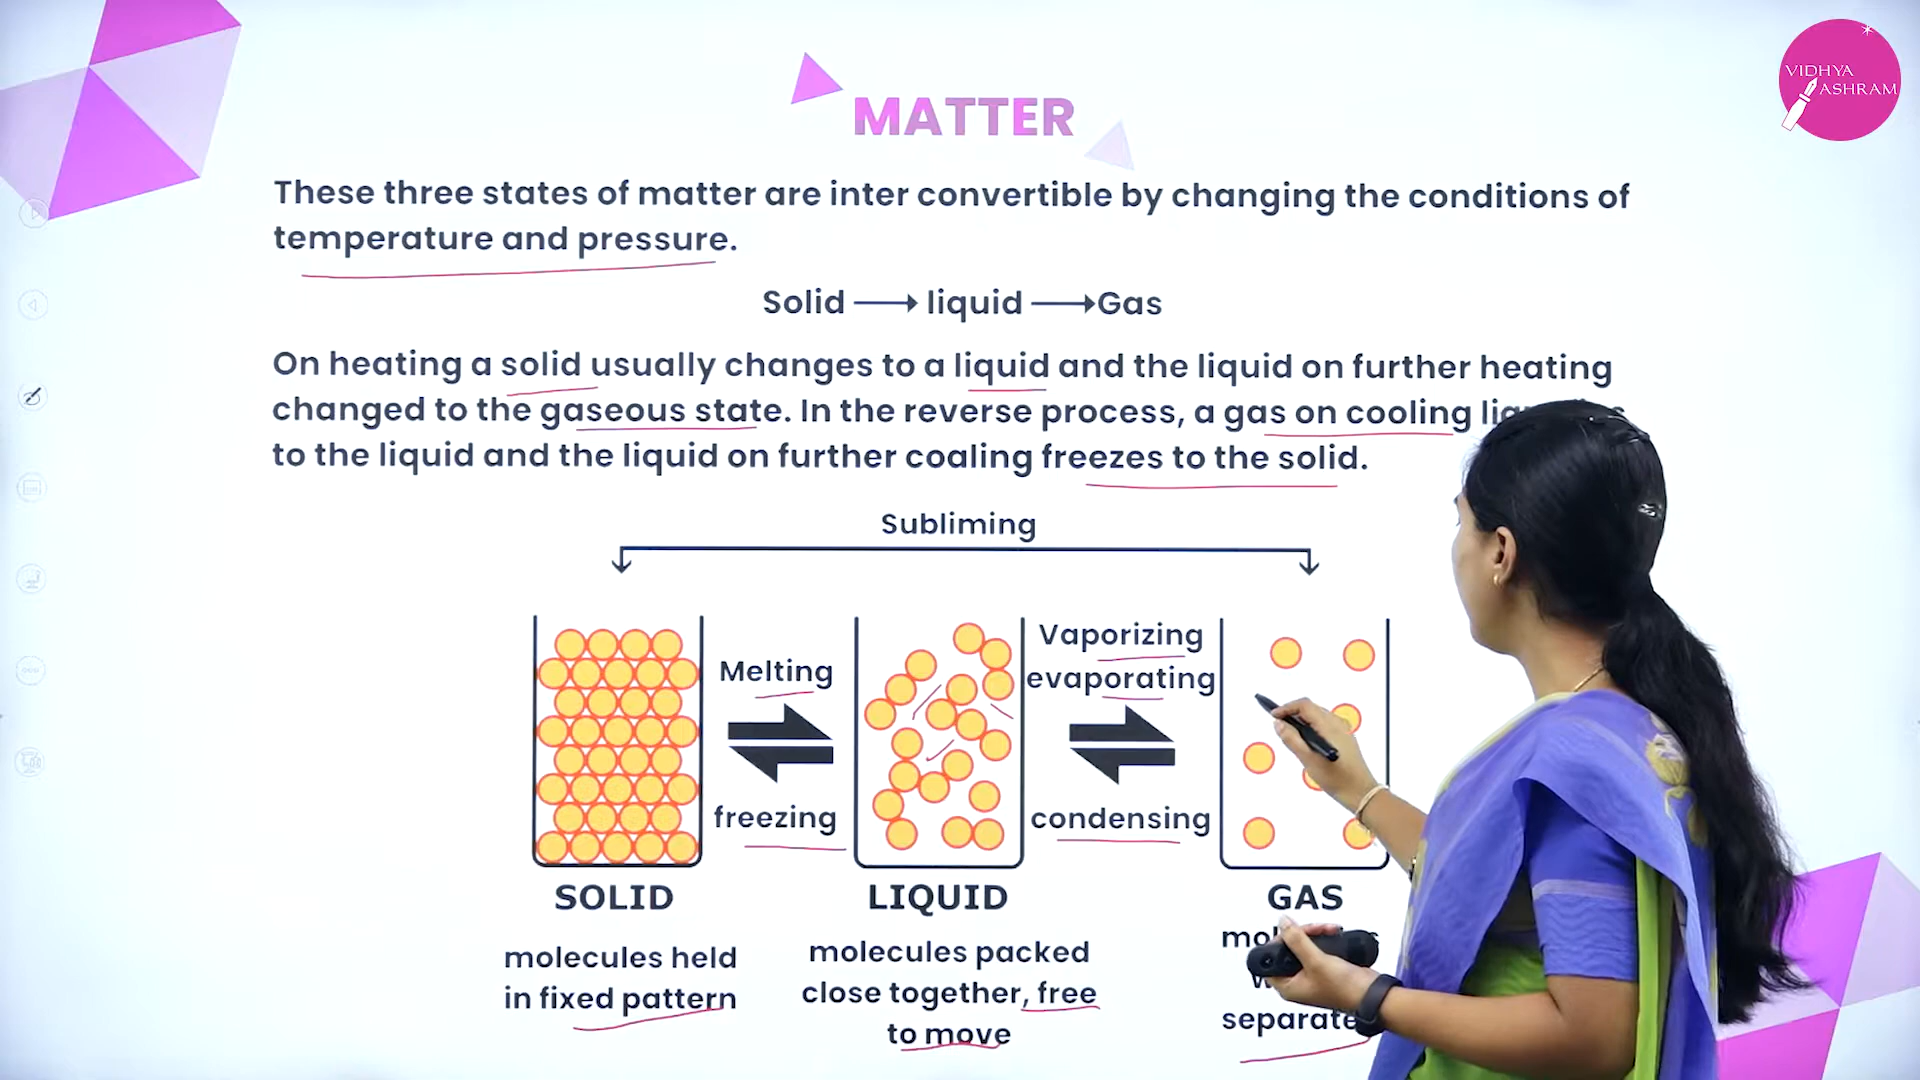 VIDHYA
ASHRAM
MATTER
These three states of matter are inter convertible by changing the conditions of
temperature and pressure.
Solid → liquid → Gas
On heating a solid usually changes to a liquid and the liquid on further heating
changed to the gaseous state. In the reverse process, a gas on cooling
to the liquid and the liquid on further coaling freezes to the solid.
Subliming
Melting
freezing
Vaporizing
evaporating
condensing
SOLID
LIQUID
GAS
molecules held
in fixed pattern
molecules packed
close together, free
to move
separate